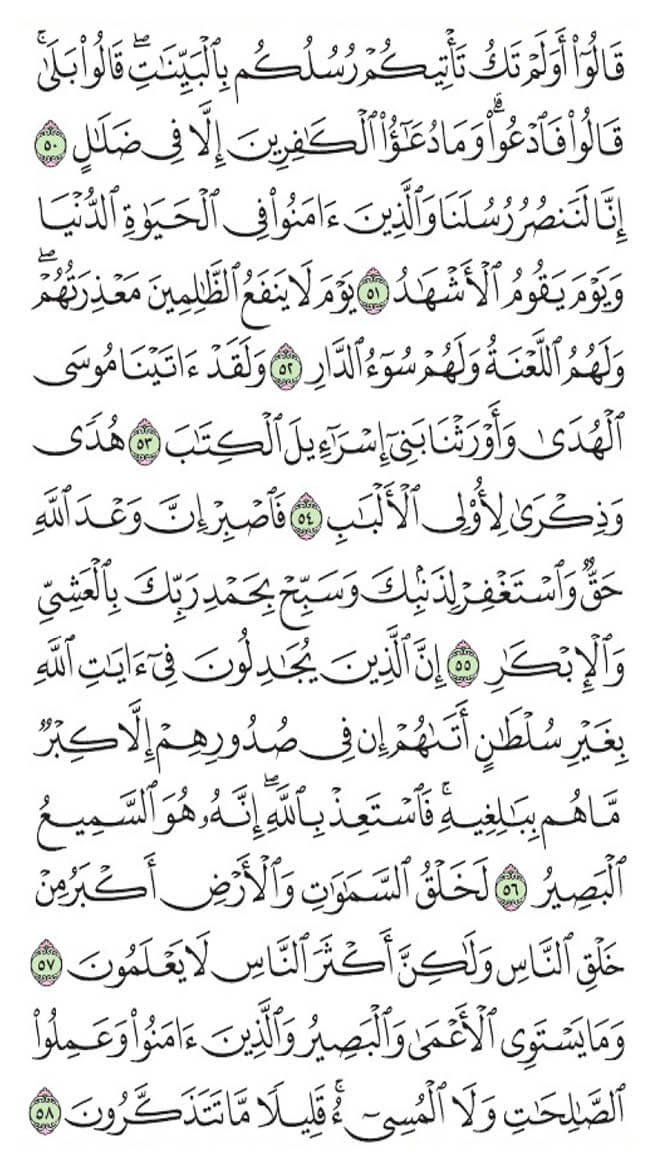 قَالُوٓاْ أَوَلَمْ تَكُ تَأْتِيكُمْ رُسُلُكُم بِٱلْبَيِّنَٰتِۖ قَالُواْ بَلَىٰۚ
قَالُواْ فَٱدْعُواْۗ وَمَا دُعَٰٓؤُاْ ٱلْكَٰفِرِينَ إِلَّا فِى ضَلَٰلٍ ٥٠
إِنَّا لَنَنصُرُ رُسُلَنَا وَٱلَّذِينَ ءَامَنُواْ فِى ٱلْحَيَوٰةِ ٱلدُّنْيَا
وَيَوْمَ يَقُومُ ٱلْأَشْهَٰدُ ٥١ يَوْمَ لَا يَنفَعُ ٱلظَّٰلِمِينَ مَعْذِرَتُهُمْۖ
وَلَهُمُ ٱللَّعْنَةُ وَلَهُمْ سُوٓءُ ٱلدَّارِ ٥٢ وَلَقَدْ ءَاتَيْنَا مُوسَى
ٱلْهُدَىٰ وَأَوْرَثْنَا بَنِىٓ إِسْرَٰٓءِيلَ ٱلْكِتَٰبَ ٥٣ هُدًى
وَذِكْرَىٰ لِأُوْلِى ٱلْأَلْبَٰبِ ٥٤ فَٱصْبِرْ إِنَّ وَعْدَ ٱللَّهِ
حَقٌّ وَٱسْتَغْفِرْ لِذَنۢبِكَ وَسَبِّحْ بِحَمْدِ رَبِّكَ بِٱلْعَشِىِّ
وَٱلْإِبْكَٰرِ ٥٥ إِنَّ ٱلَّذِينَ يُجَٰدِلُونَ فِىٓ ءَايَٰتِ ٱللَّهِ
بِغَيْرِ سُلْطَٰنٍ أَتَىٰهُمْ إِن فِى صُدُورِهِمْ إِلَّا كِبْرٌ
مَّا هُم بِبَٰلِغِيهِۚ فَٱسْتَعِذْ بِٱللَّهِۖ إِنَّهُۥ هُوَ ٱلسَّمِيعُ
ٱلْبَصِيرُ ٥٦ لَخَلْقُ ٱلسَّمَٰوَٰتِ وَٱلْأَرْضِ أَكْبَرُ مِنْ
خَلْقِ ٱلنَّاسِ وَلَٰكِنَّ أَكْثَرَ ٱلنَّاسِ لَا يَعْلَمُونَ ٥٧
وَمَا يَسْتَوِى ٱلْأَعْمَىٰ وَٱلْبَصِيرُ وَٱلَّذِينَ ءَامَنُواْ وَعَمِلُواْ
ٱلصَّٰلِحَٰتِ وَلَا ٱلْمُسِىٓءُۚ قَلِيلًا مَّا تَتَذَكَّرُونَ ٥٨